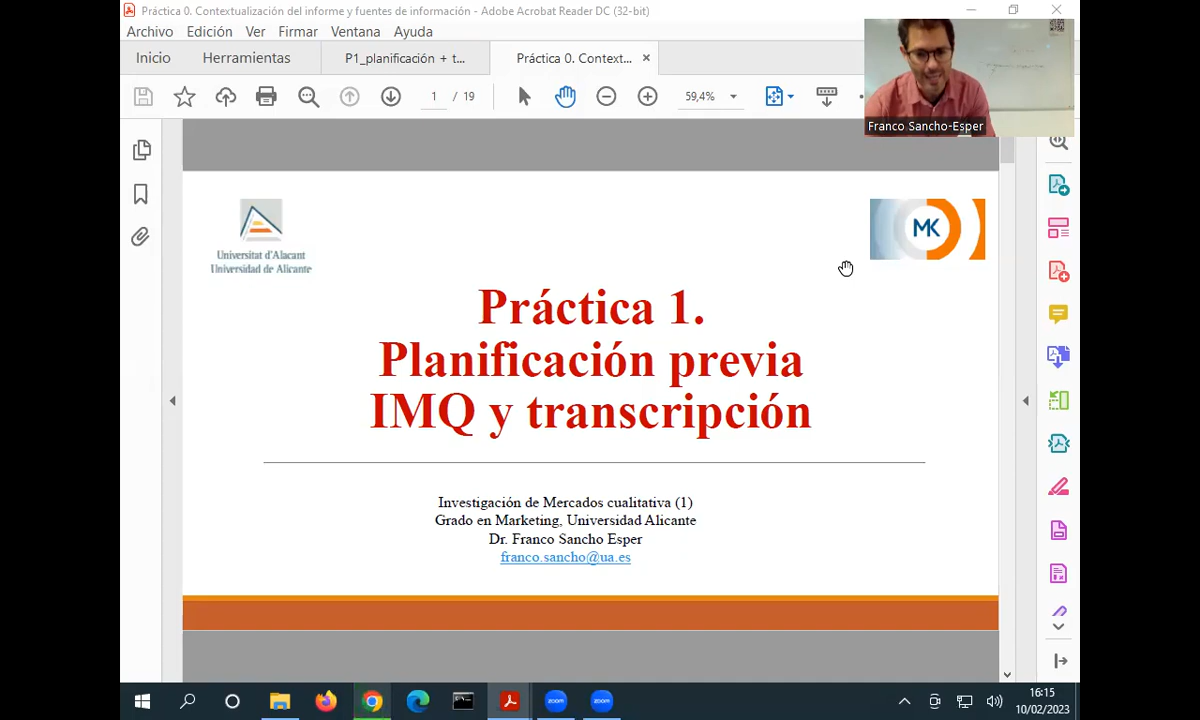 Práctica 0. Contextualización del informe y fuentes de información - Adobe Acrobat Reader DC (32-bit)
Archivo Edición Ver Firmar Ventana Ayuda
Inicio Herramientas P1_planificación + t... Práctica 0. Context...
1 / 19 59,4%
Franco Sancho-Esper
Universitat d'Alacant
Universidad de Alicante
MK
Práctica 1.
Planificación previa
IMQ y transcripción
Investigación de Mercados cualitativa (1)
Grado en Marketing, Universidad Alicante
Dr. Franco Sancho Esper
franco.sancho@ua.es
zoom zoom
16:15
10/02/2023